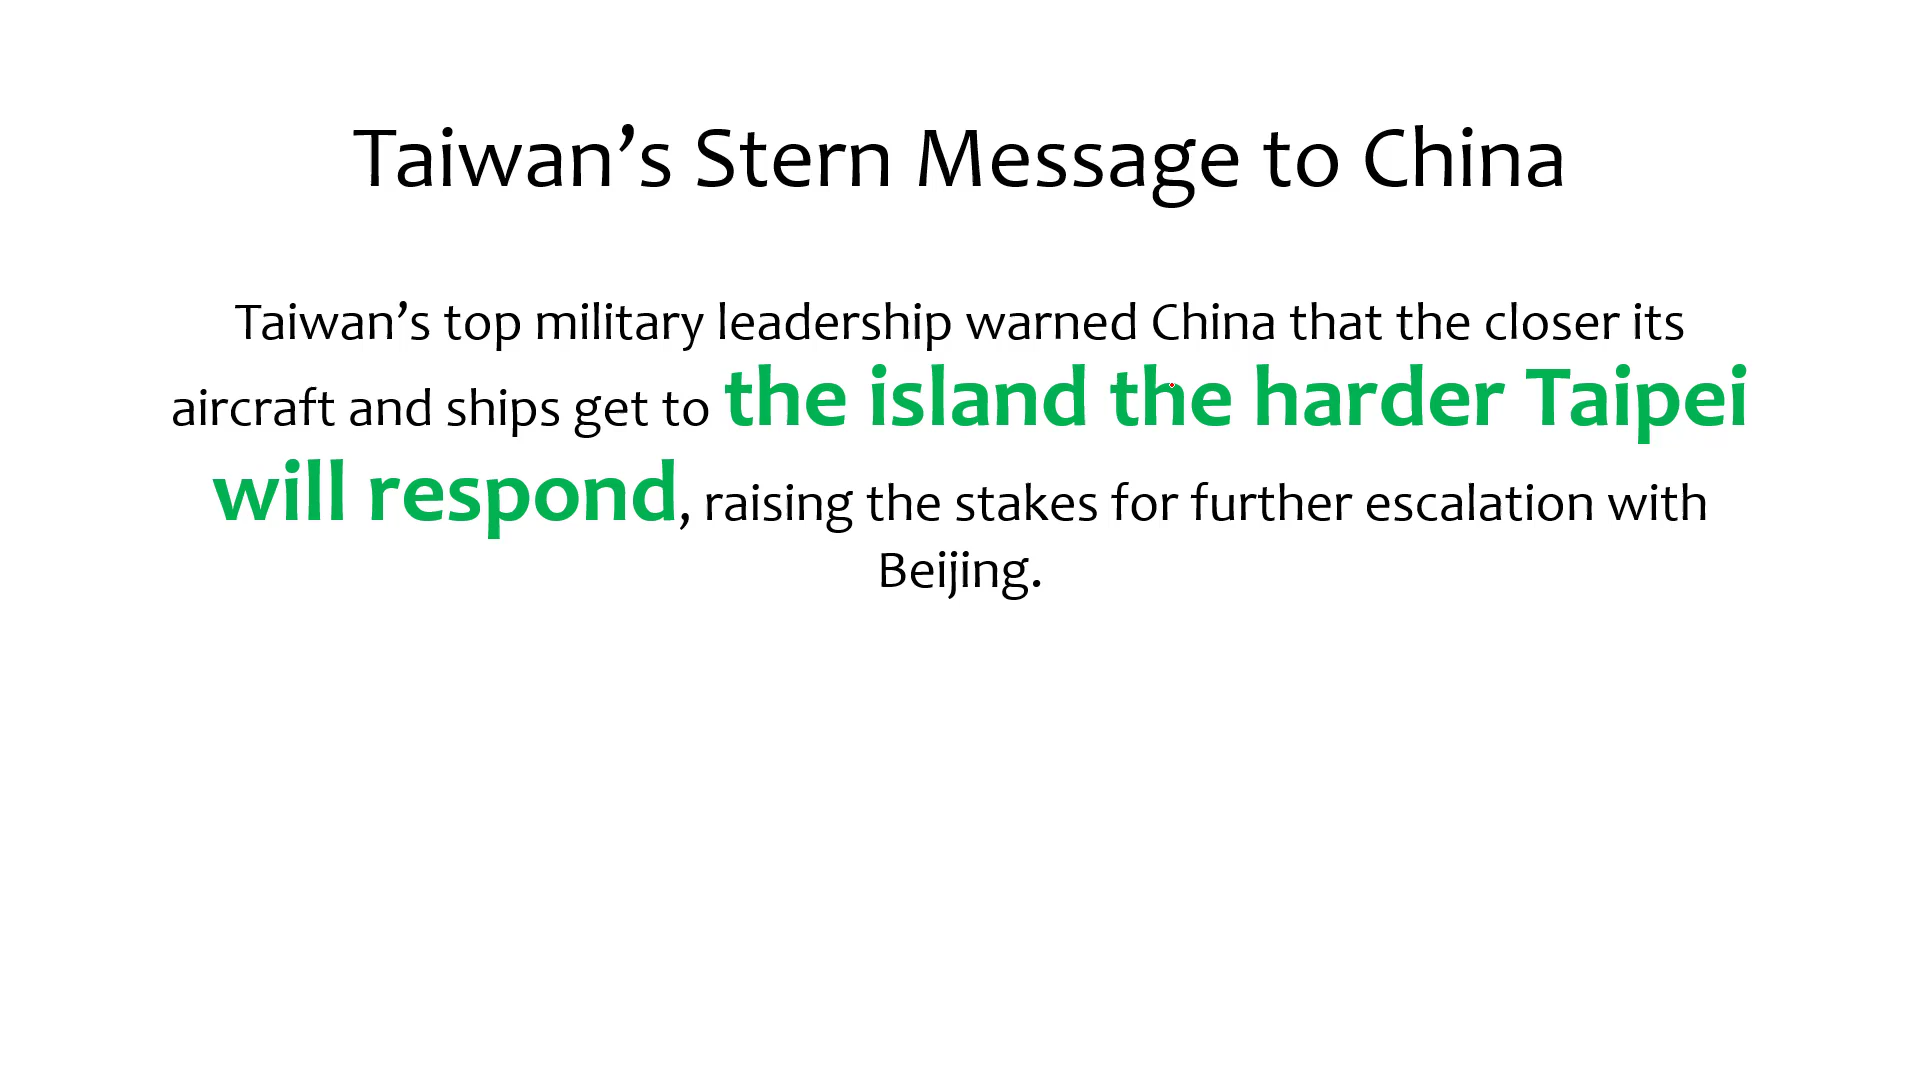 Taiwan’s Stern Message to China
Taiwan’s top military leadership warned China that the closer its
aircraft and ships get to the island the harder Taipei
will respond, raising the stakes for further escalation with
Beijing.